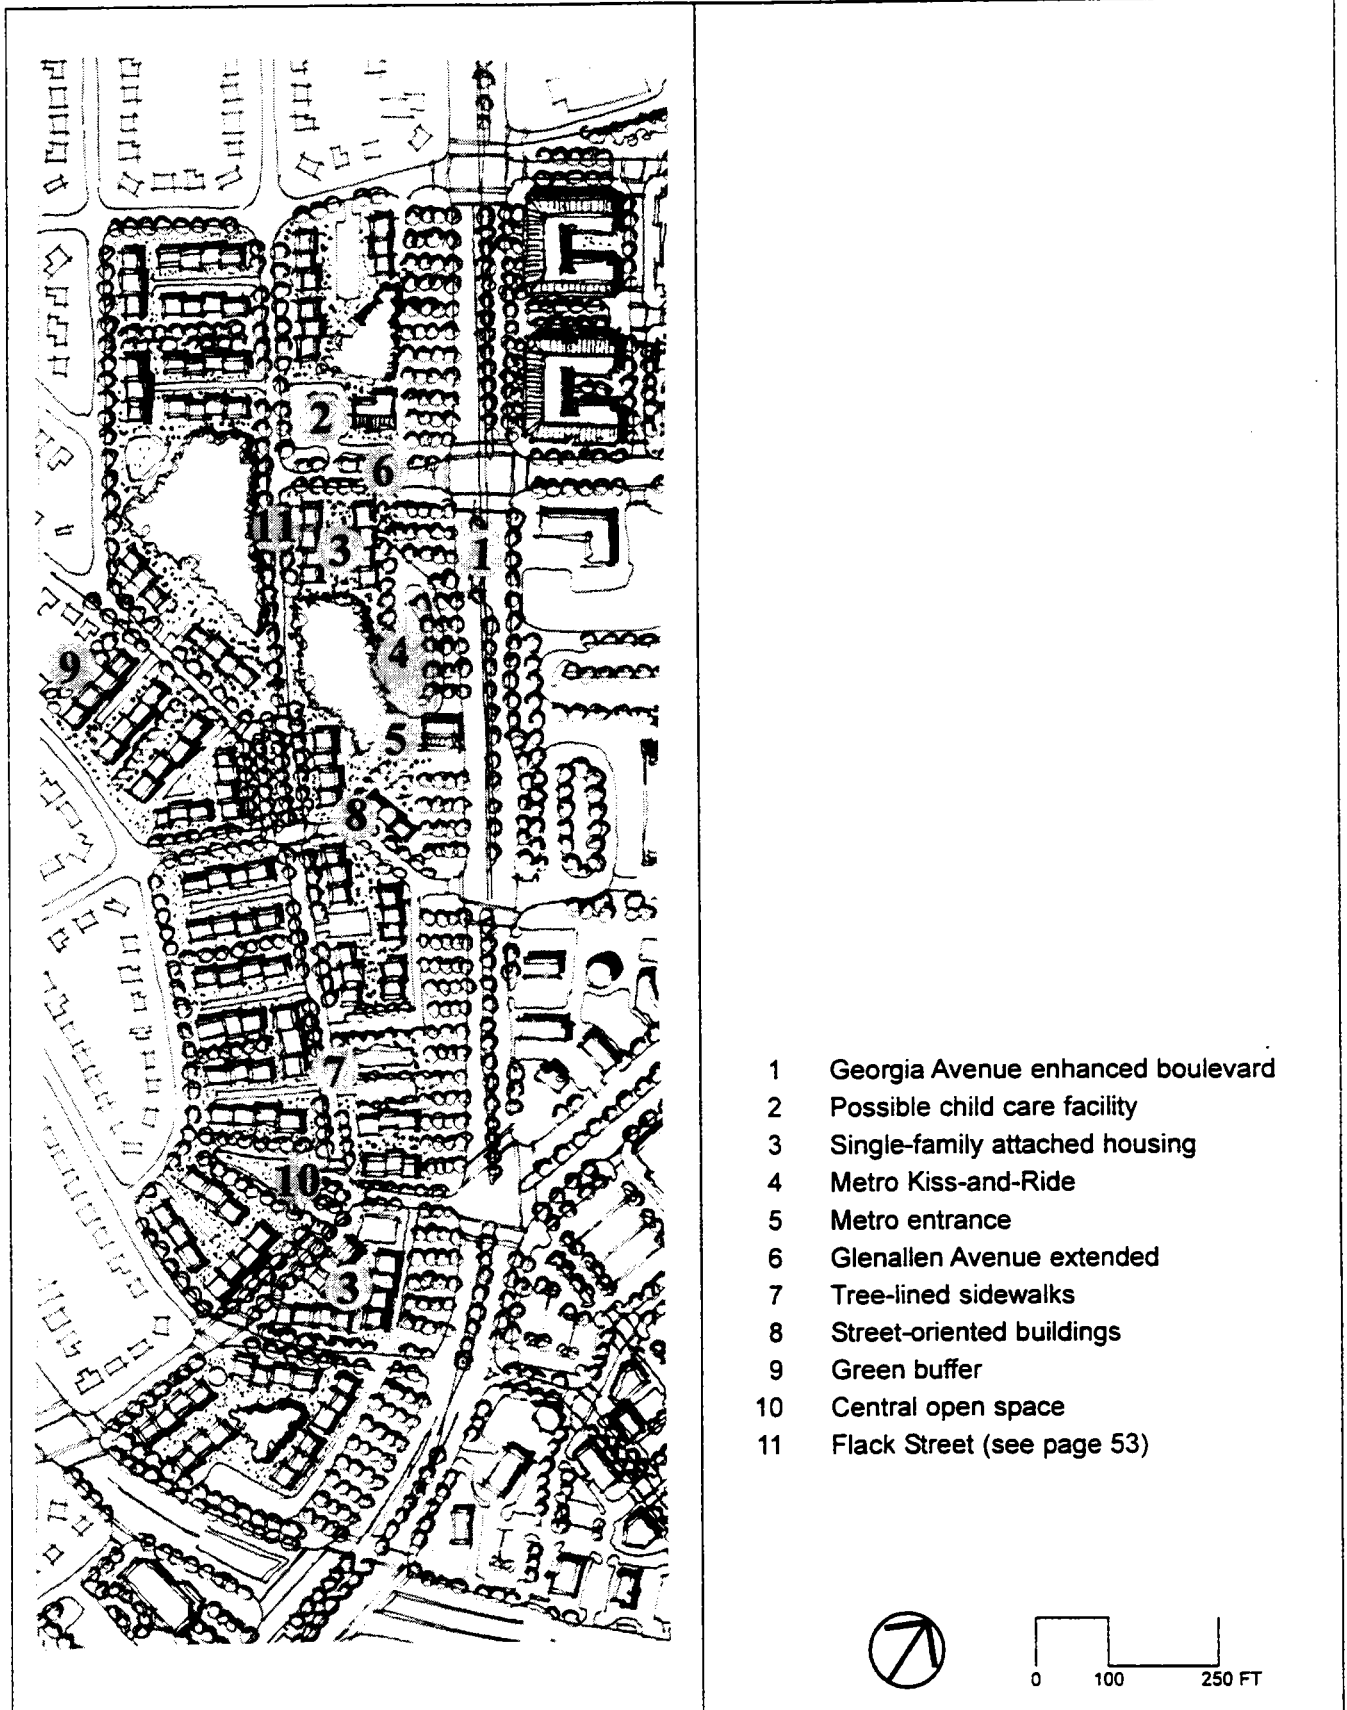 2
6
11
3
1
4
9
5
8
7
10
3
1 Georgia Avenue enhanced boulevard
2 Possible child care facility
3 Single-family attached housing
4 Metro Kiss-and-Ride
5 Metro entrance
6 Glenallen Avenue extended
7 Tree-lined sidewalks
8 Street-oriented buildings
9 Green buffer
10 Central open space
11 Flack Street (see page 53)
0 100 250 FT